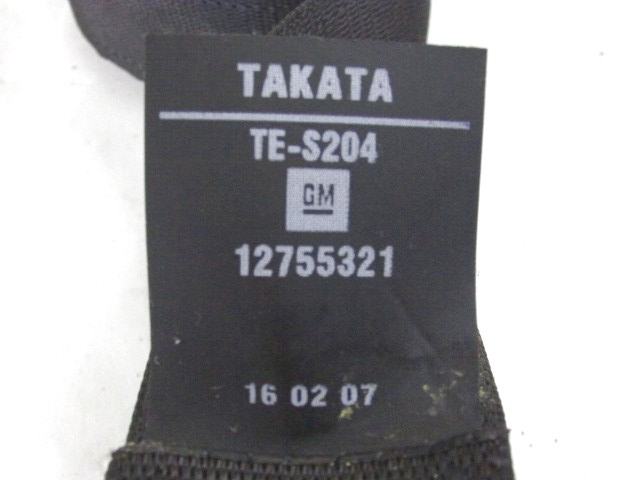 TAKATA
TE-S204
GM
12755321
16 02 07